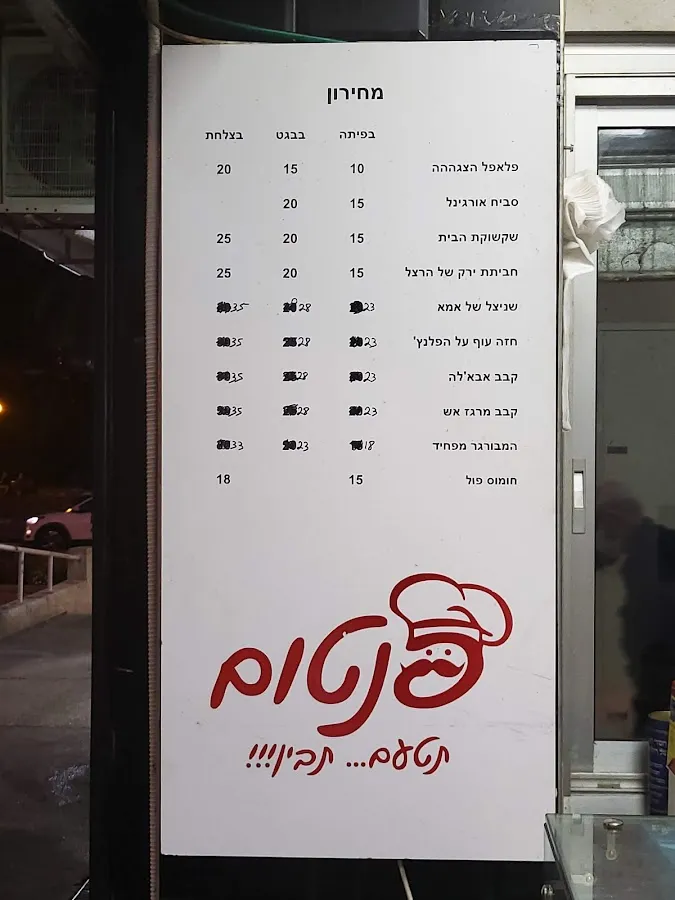 מחירון
בפיתה בבגט בצלחת
פלאפל הצגההה 10 15 20
סביח אורגינל 15 20
שקשוקת הבית 15 20 25
חביתת ירק של הרצל 15 20 25
שניצל של אמא 23 28 35
חזה עוף על הפלנץ' 23 28 35
קבב אבא'לה 23 28 35
קבב מרגז אש 23 28 35
המבורגר מפחיד 18 23 33
חומוס פול 15 18
פנטום
תטעם... תבין!!!